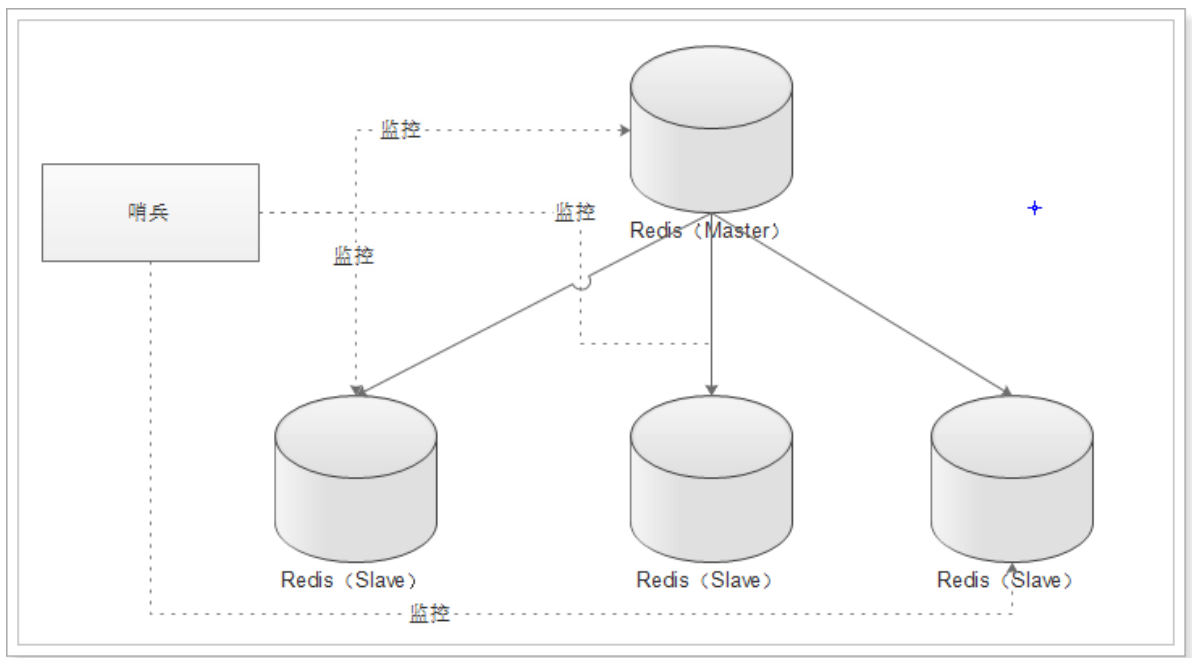 监控
哨兵
监控
Redis（Master）
监控
Redis（Slave）
Redis（Slave）
Redis（Slave）
监控